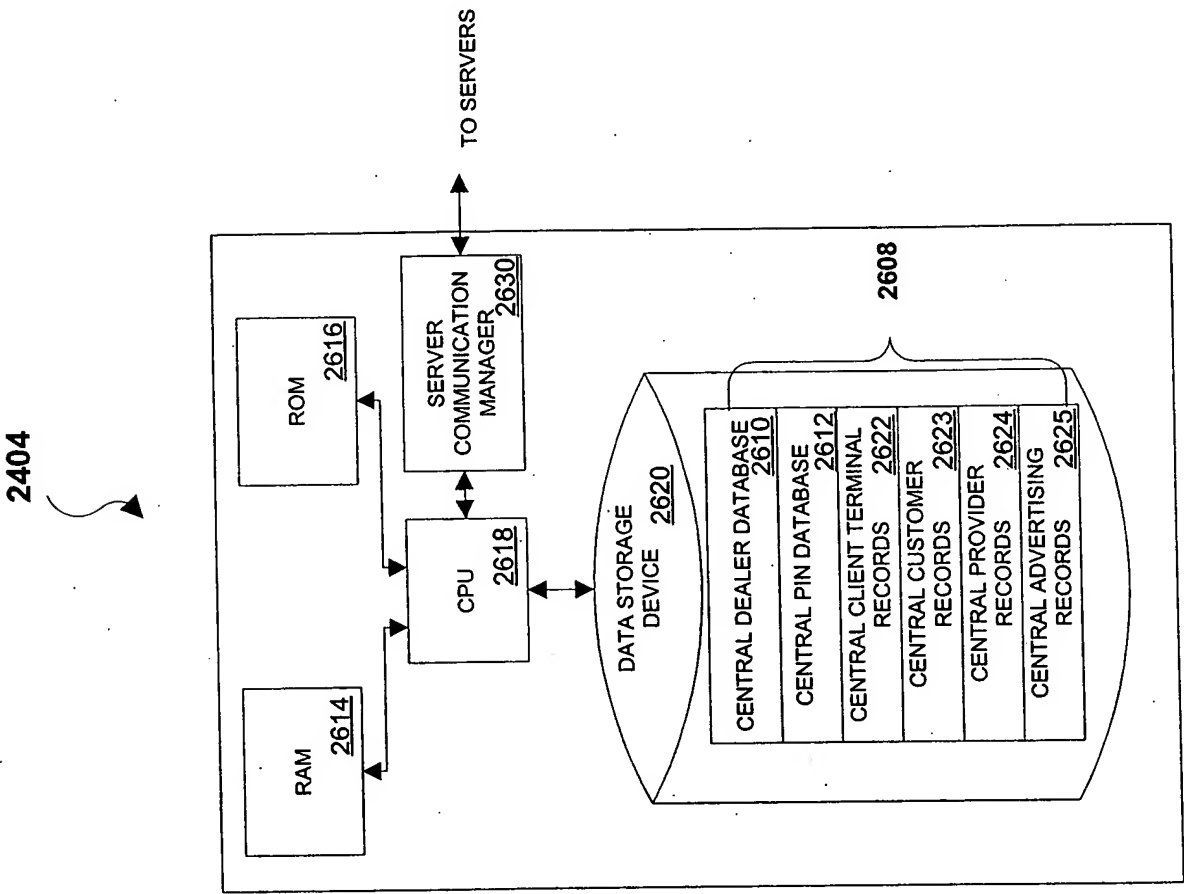 2404
RAM
2614
ROM
2616
CPU
2618
SERVER
COMMUNICATION
MANAGER
2630
TO SERVERS
DATA STORAGE
DEVICE
2620
CENTRAL DEALER DATABASE
2610
CENTRAL PIN DATABASE
2612
CENTRAL CLIENT TERMINAL
RECORDS 2622
CENTRAL CUSTOMER
RECORDS 2623
CENTRAL PROVIDER
RECORDS 2624
CENTRAL ADVERTISING
RECORDS 2625
2608